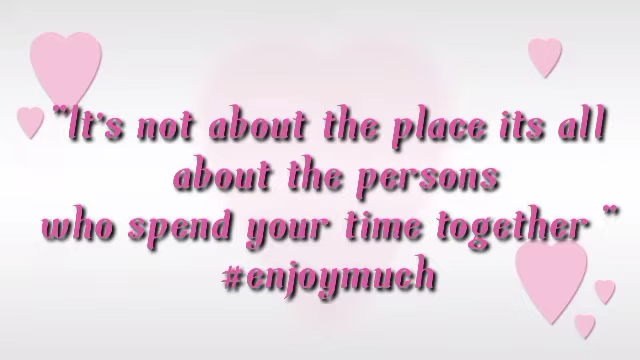 "It's not about the place its all
about the persons
who spend your time together "
#enjoymuch